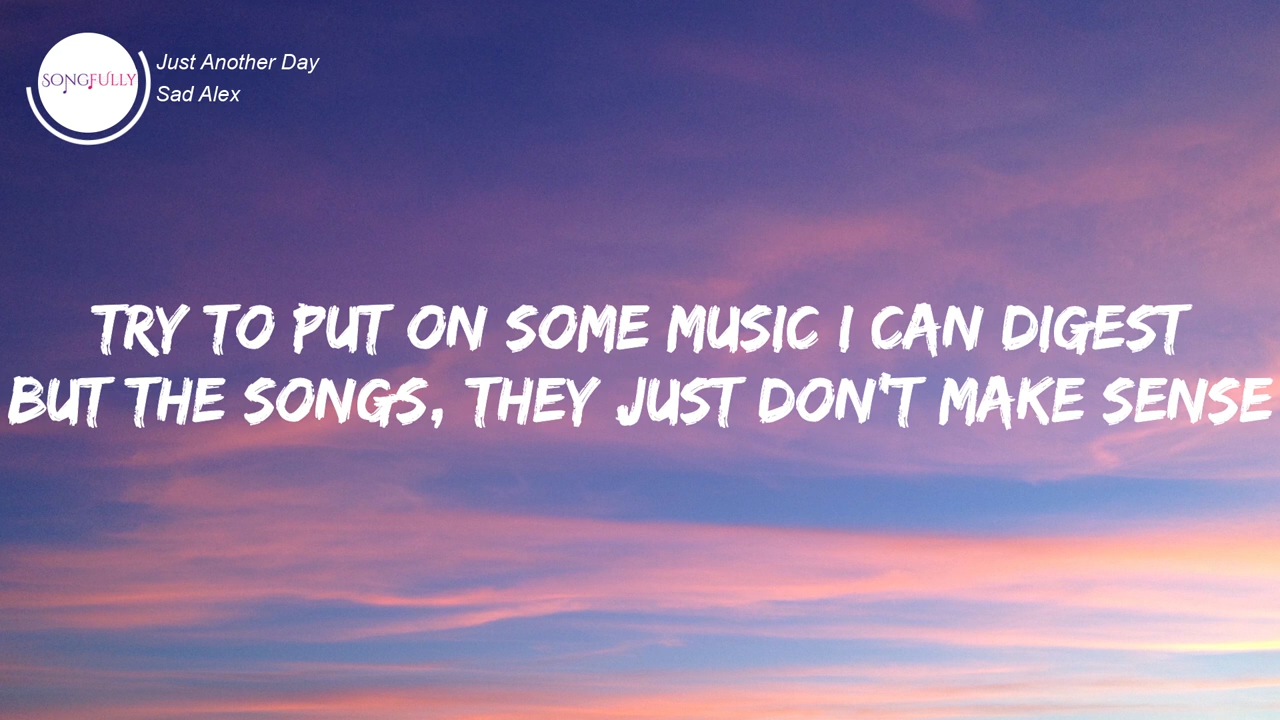 SONGFULLY
Just Another Day
Sad Alex
TRY TO PUT ON SOME MUSIC I CAN DIGEST
BUT THE SONGS, THEY JUST DON'T MAKE SENSE